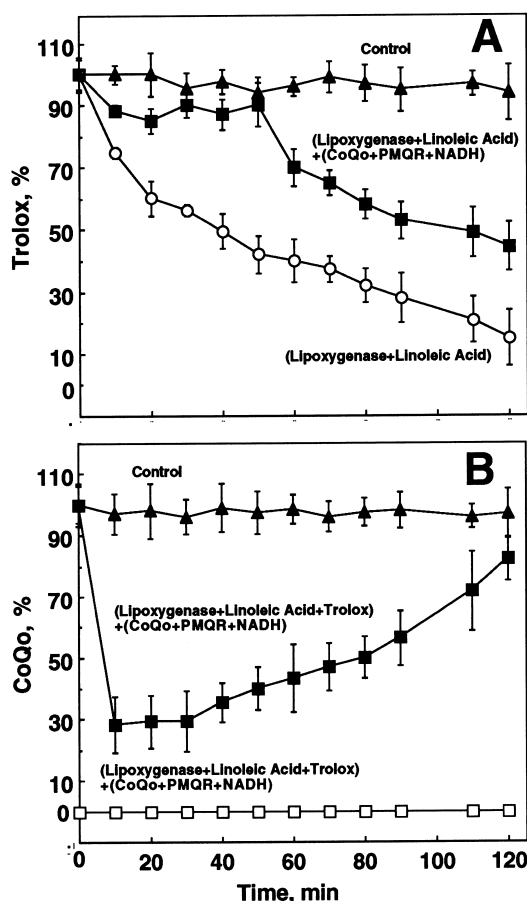 A
110
90
70
50
30
10
0
Trolox, %
Control
(Lipoxygenase+Linoleic Acid)
+(CoQo+PMQR+NADH)
(Lipoxygenase+Linoleic Acid)
B
110
90
70
50
30
10
0
CoQo, %
Control
(Lipoxygenase+Linoleic Acid+Trolox)
+(CoQo+PMQR+NADH)
(Lipoxygenase+Linoleic Acid+Trolox)
+(CoQo+PMQR+NADH)
0 20 40 60 80 100 120
Time, min